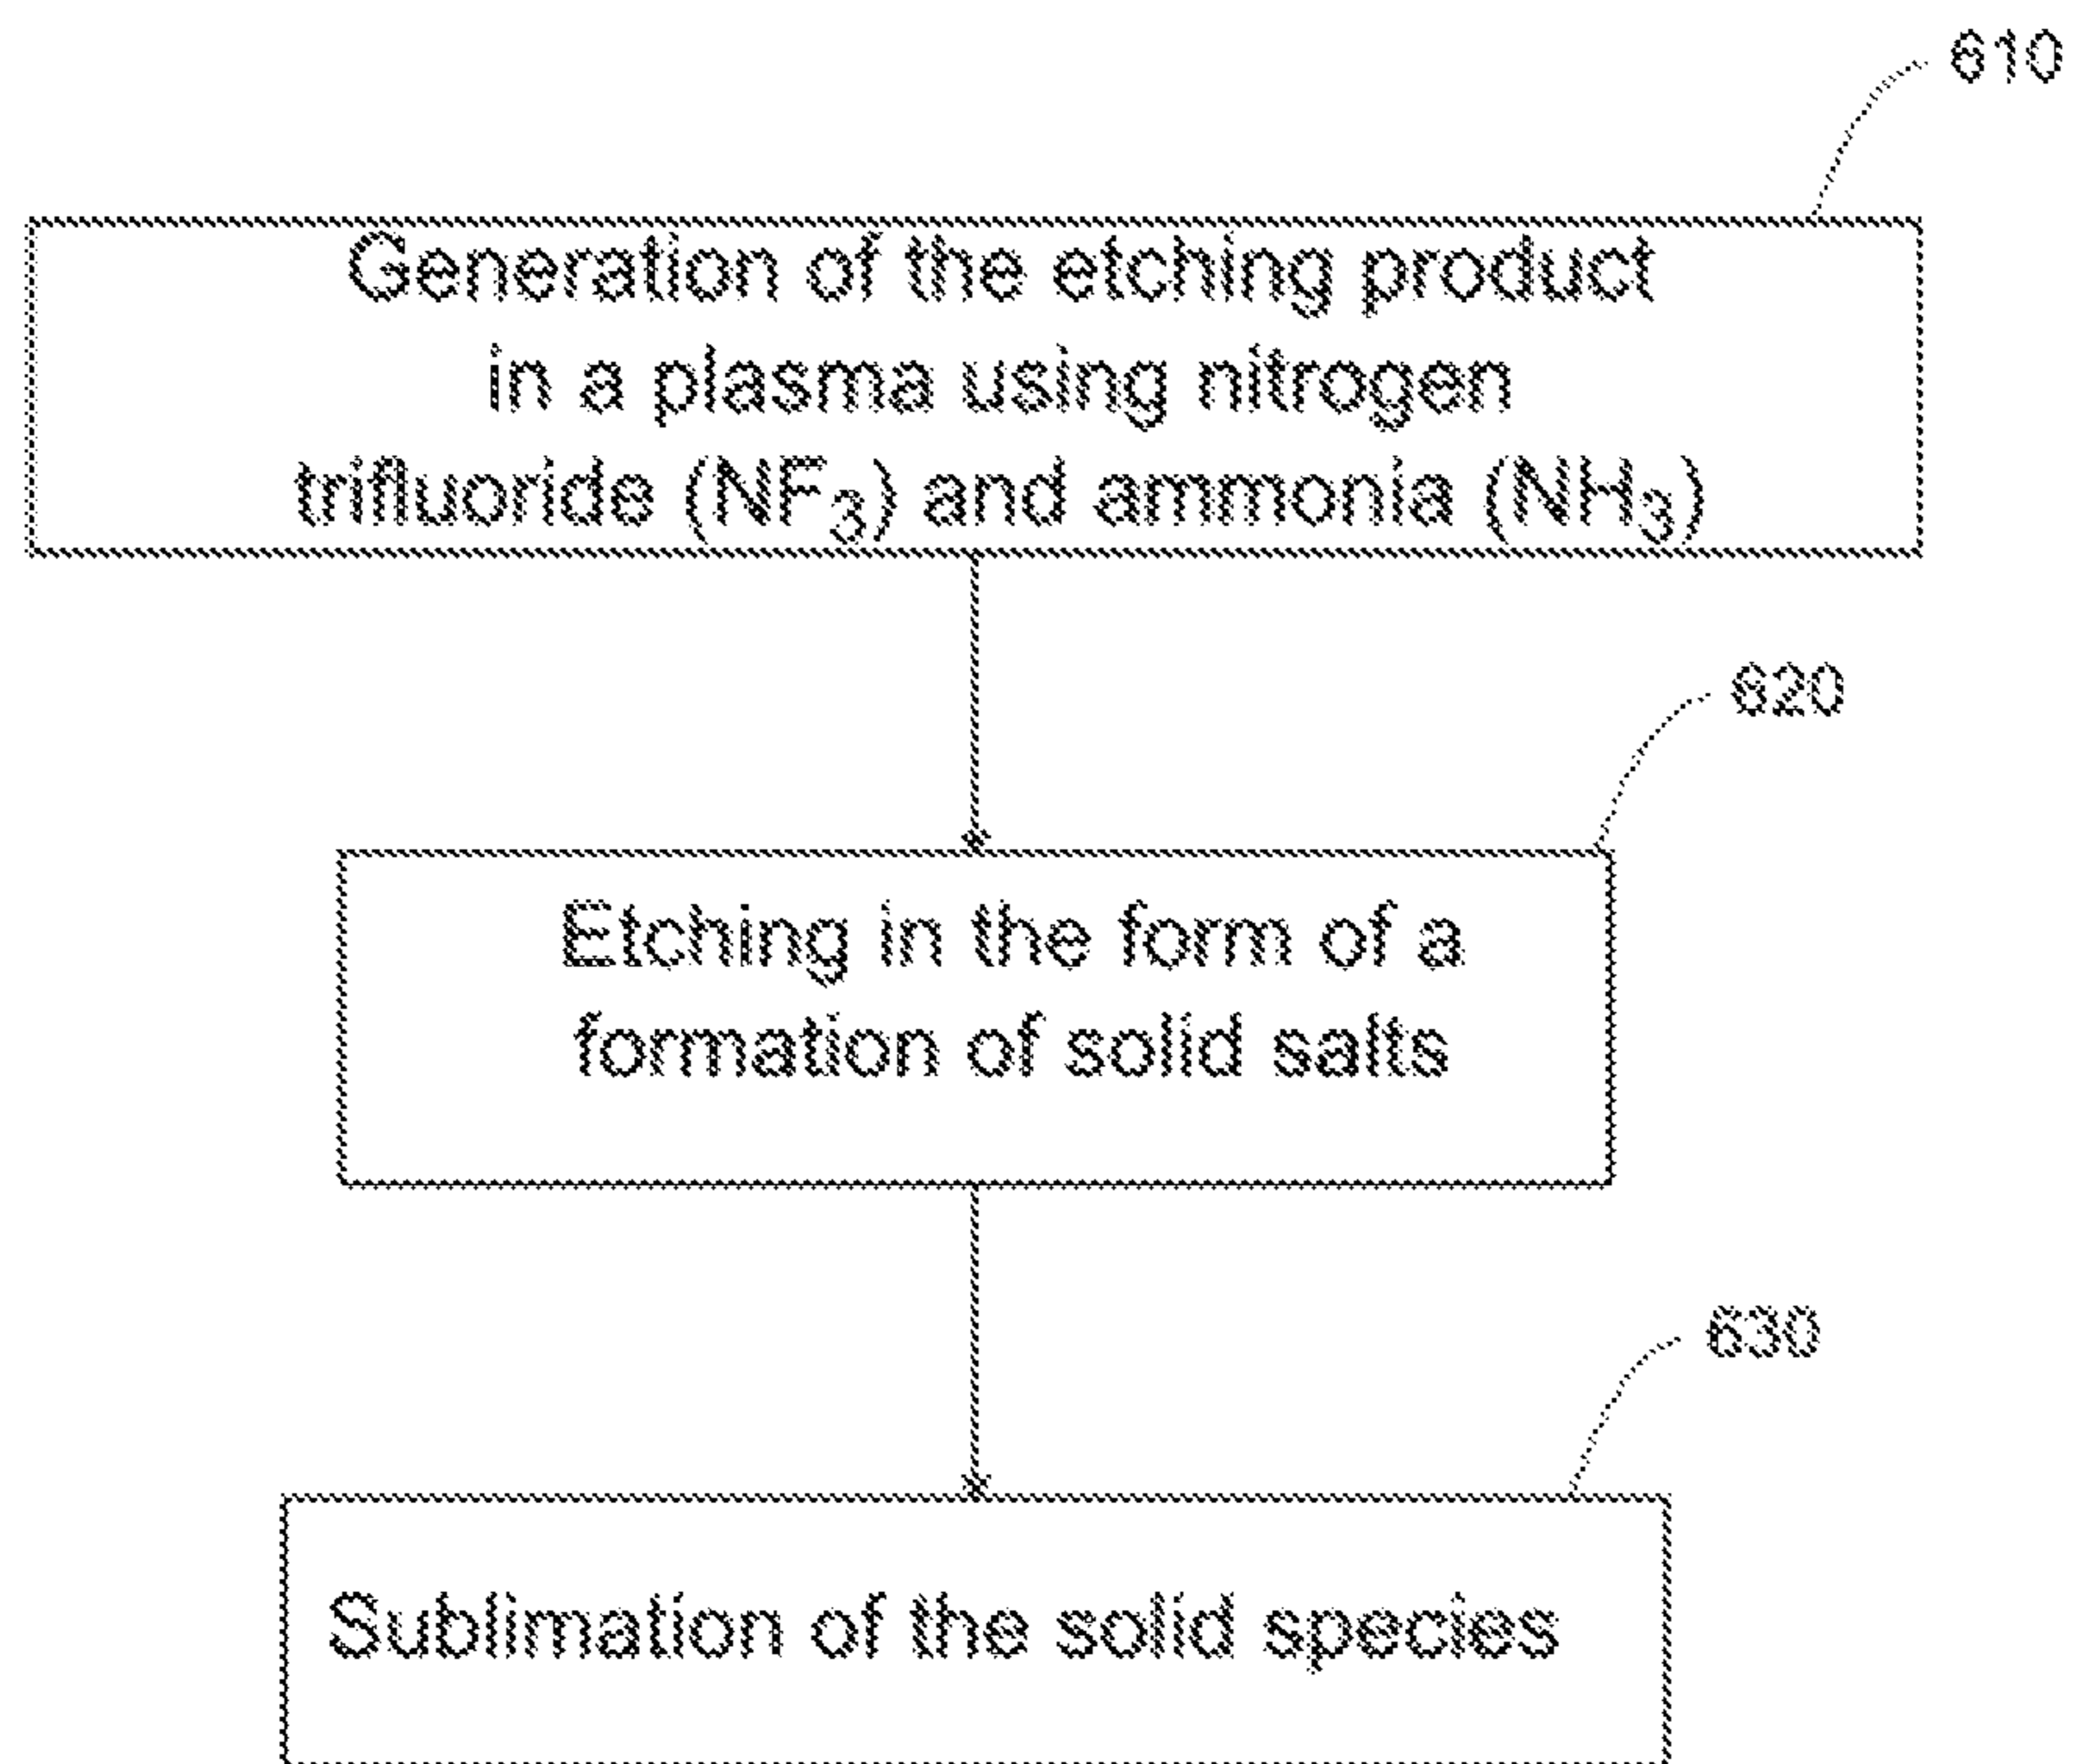 610
Generation of the etching product
in a plasma using nitrogen
trifluoride (NF₃) and ammonia (NH₃)
620
Etching in the form of a
formation of solid salts
630
Sublimation of the solid species